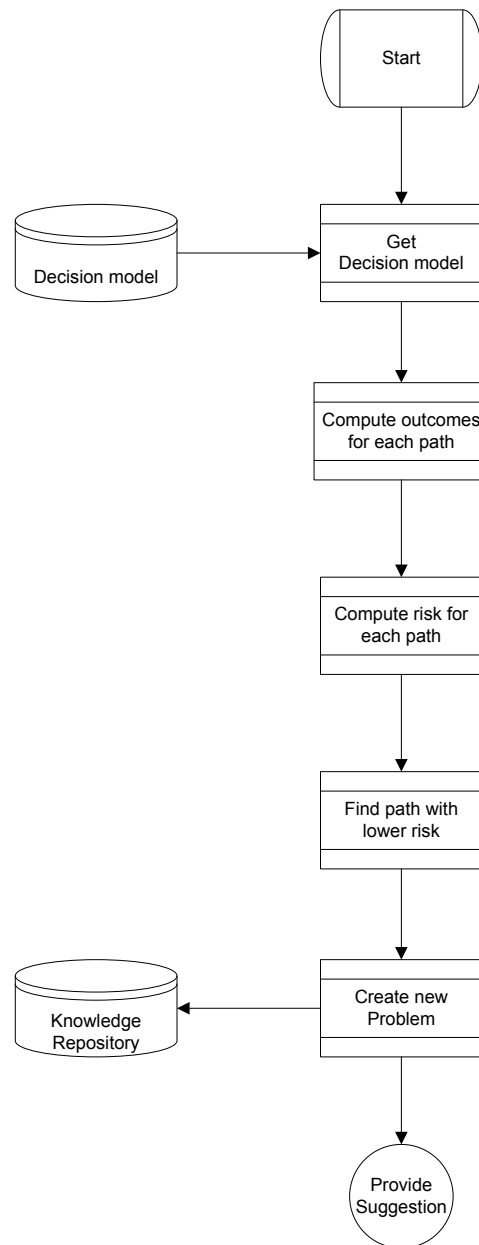 Start
Decision model
Get
Decision model
Compute outcomes
for each path
Compute risk for
each path
Find path with
lower risk
Knowledge
Repository
Create new
Problem
Provide
Suggestion